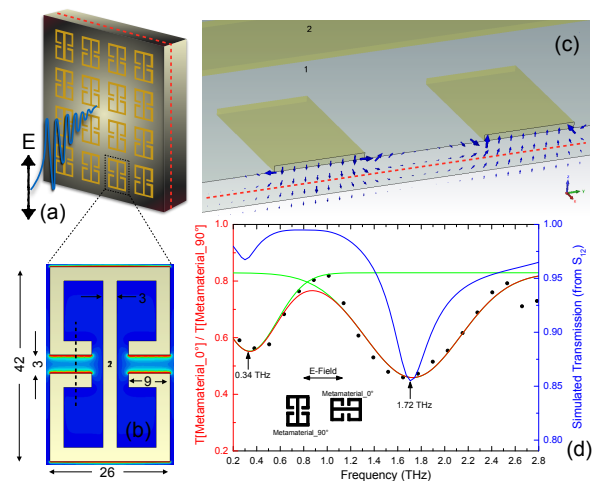 E
(a)
2
1
(c)
z
y
x
42
3
3
2
9
(b)
26
T[Metamaterial_0°] / T[Metamaterial_90°]
1.0
0.8
0.6
0.4
0.2
0.34 THz
E-Field
Metamaterial_0°
Metamaterial_90°
1.72 THz
(d)
0.2 0.4 0.6 0.8 1.0 1.2 1.4 1.6 1.8 2.0 2.2 2.4 2.6 2.8
Frequency (THz)
1.00
0.95
0.90
0.85
0.80
Simulated Transmission (from S12)